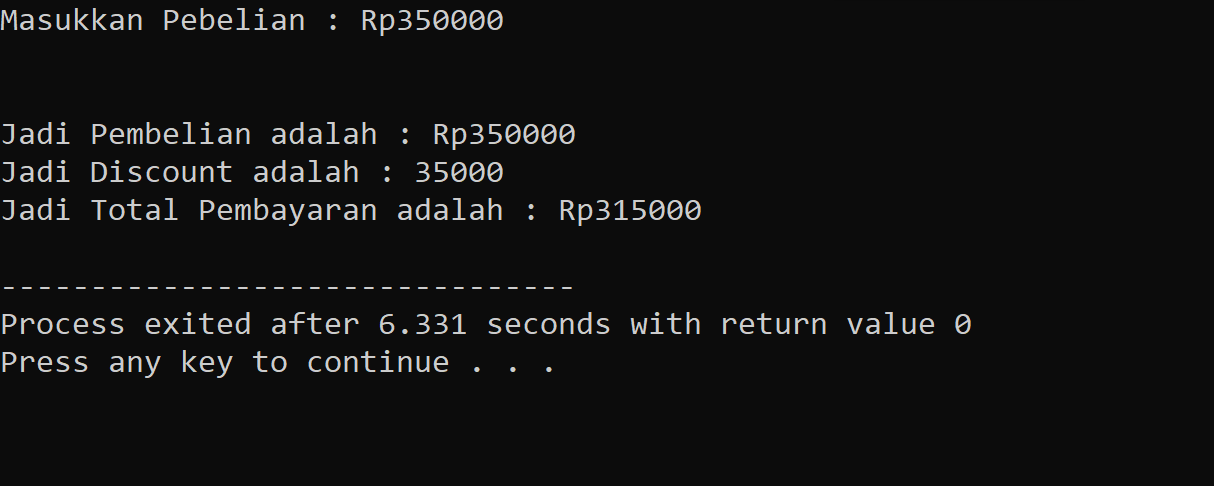 Masukkan Pebelian : Rp350000
Jadi Pembelian adalah : Rp350000
Jadi Discount adalah : 35000
Jadi Total Pembayaran adalah : Rp315000
--------------------------------
Process exited after 6.331 seconds with return value 0
Press any key to continue . . .